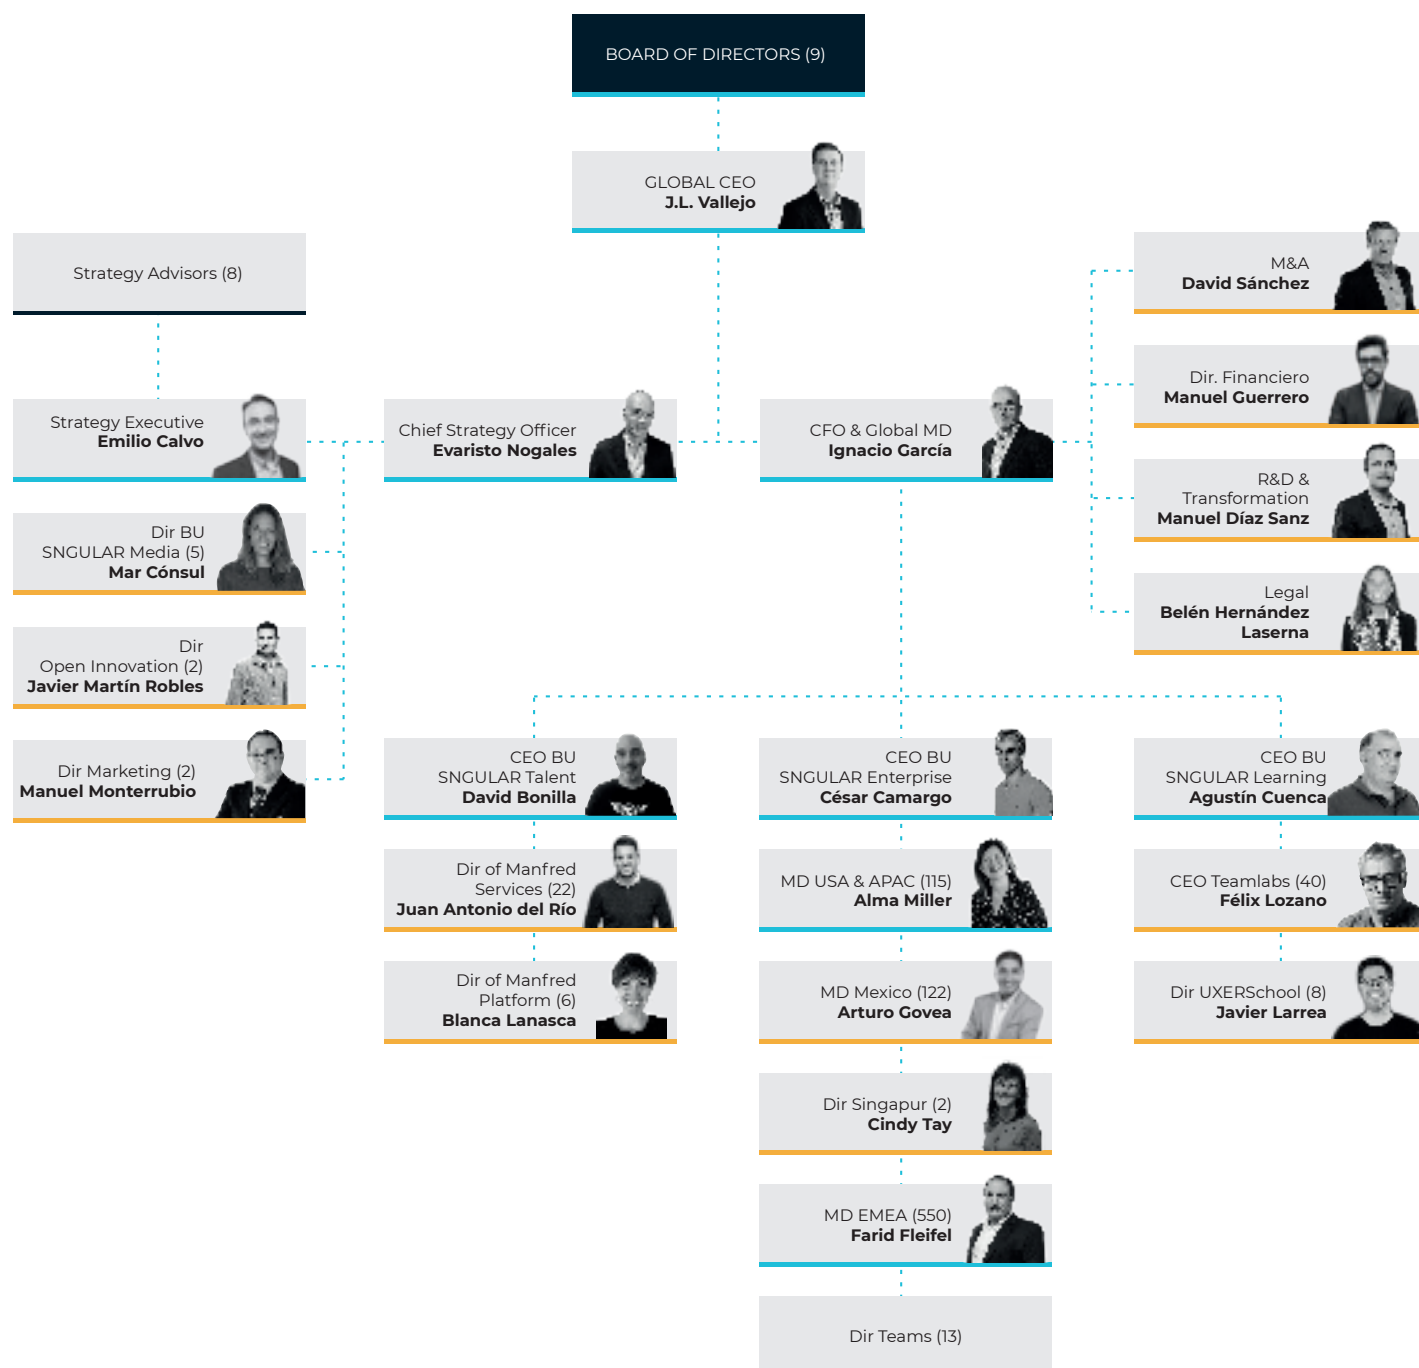 BOARD OF DIRECTORS (9)
GLOBAL CEO
J.L. Vallejo
Strategy Advisors (8)
M&A
David Sánchez
Dir. Financiero
Manuel Guerrero
Strategy Executive
Emilio Calvo
Chief Strategy Officer
Evaristo Nogales
CFO & Global MD
Ignacio García
R&D &
Transformation
Manuel Díaz Sanz
Dir BU
SNGULAR Media (5)
Mar Cónsul
Legal
Belén Hernández
Laserna
Dir
Open Innovation (2)
Javier Martín Robles
Dir Marketing (2)
Manuel Monterrubio
CEO BU
SNGULAR Talent
David Bonilla
CEO BU
SNGULAR Enterprise
César Camargo
CEO BU
SNGULAR Learning
Agustín Cuenca
Dir of Manfred
Services (22)
Juan Antonio del Río
MD USA & APAC (115)
Alma Miller
CEO Teamlabs (40)
Félix Lozano
Dir of Manfred
Platform (6)
Blanca Lanasca
MD Mexico (122)
Arturo Govea
Dir UXERSchool (8)
Javier Larrea
Dir Singapur (2)
Cindy Tay
MD EMEA (550)
Farid Fleifel
Dir Teams (13)